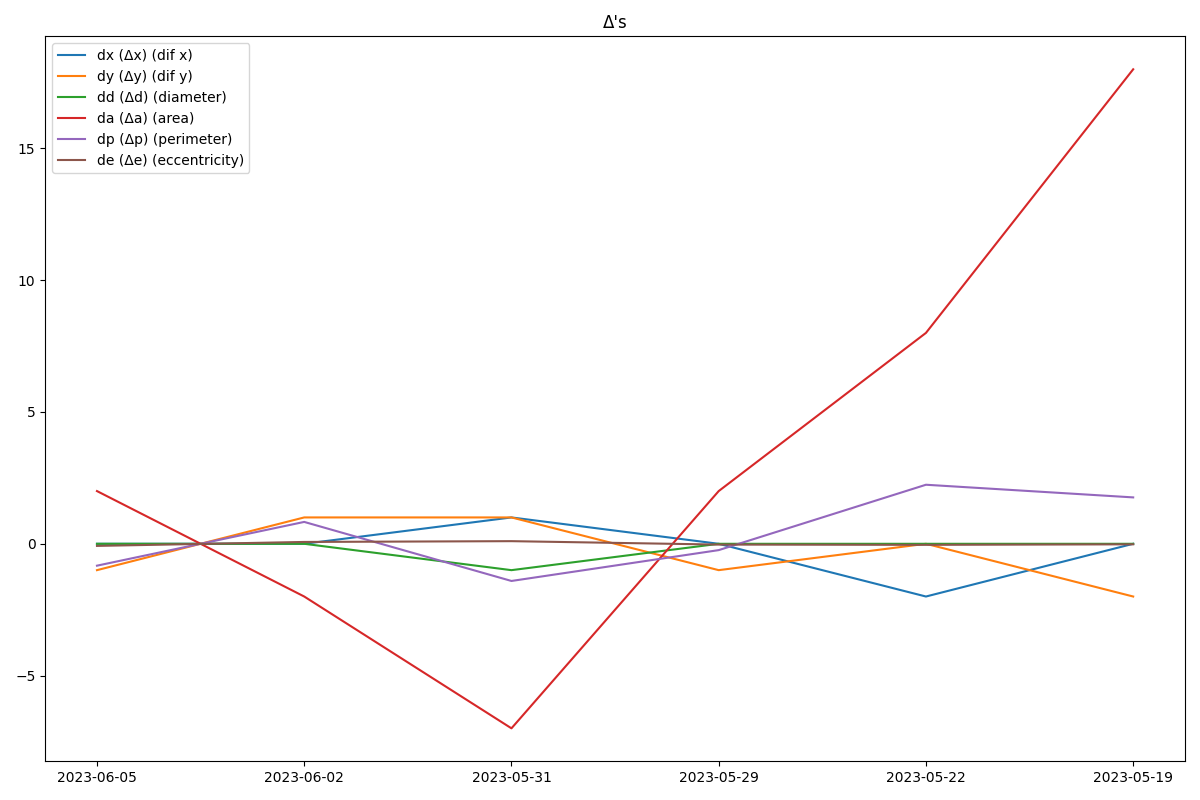 Δ's
dx (Δx) (dif x)
dy (Δy) (dif y)
dd (Δd) (diameter)
da (Δa) (area)
dp (Δp) (perimeter)
de (Δe) (eccentricity)
15
10
5
0
−5
2023-06-05 2023-06-02 2023-05-31 2023-05-29 2023-05-22 2023-05-19